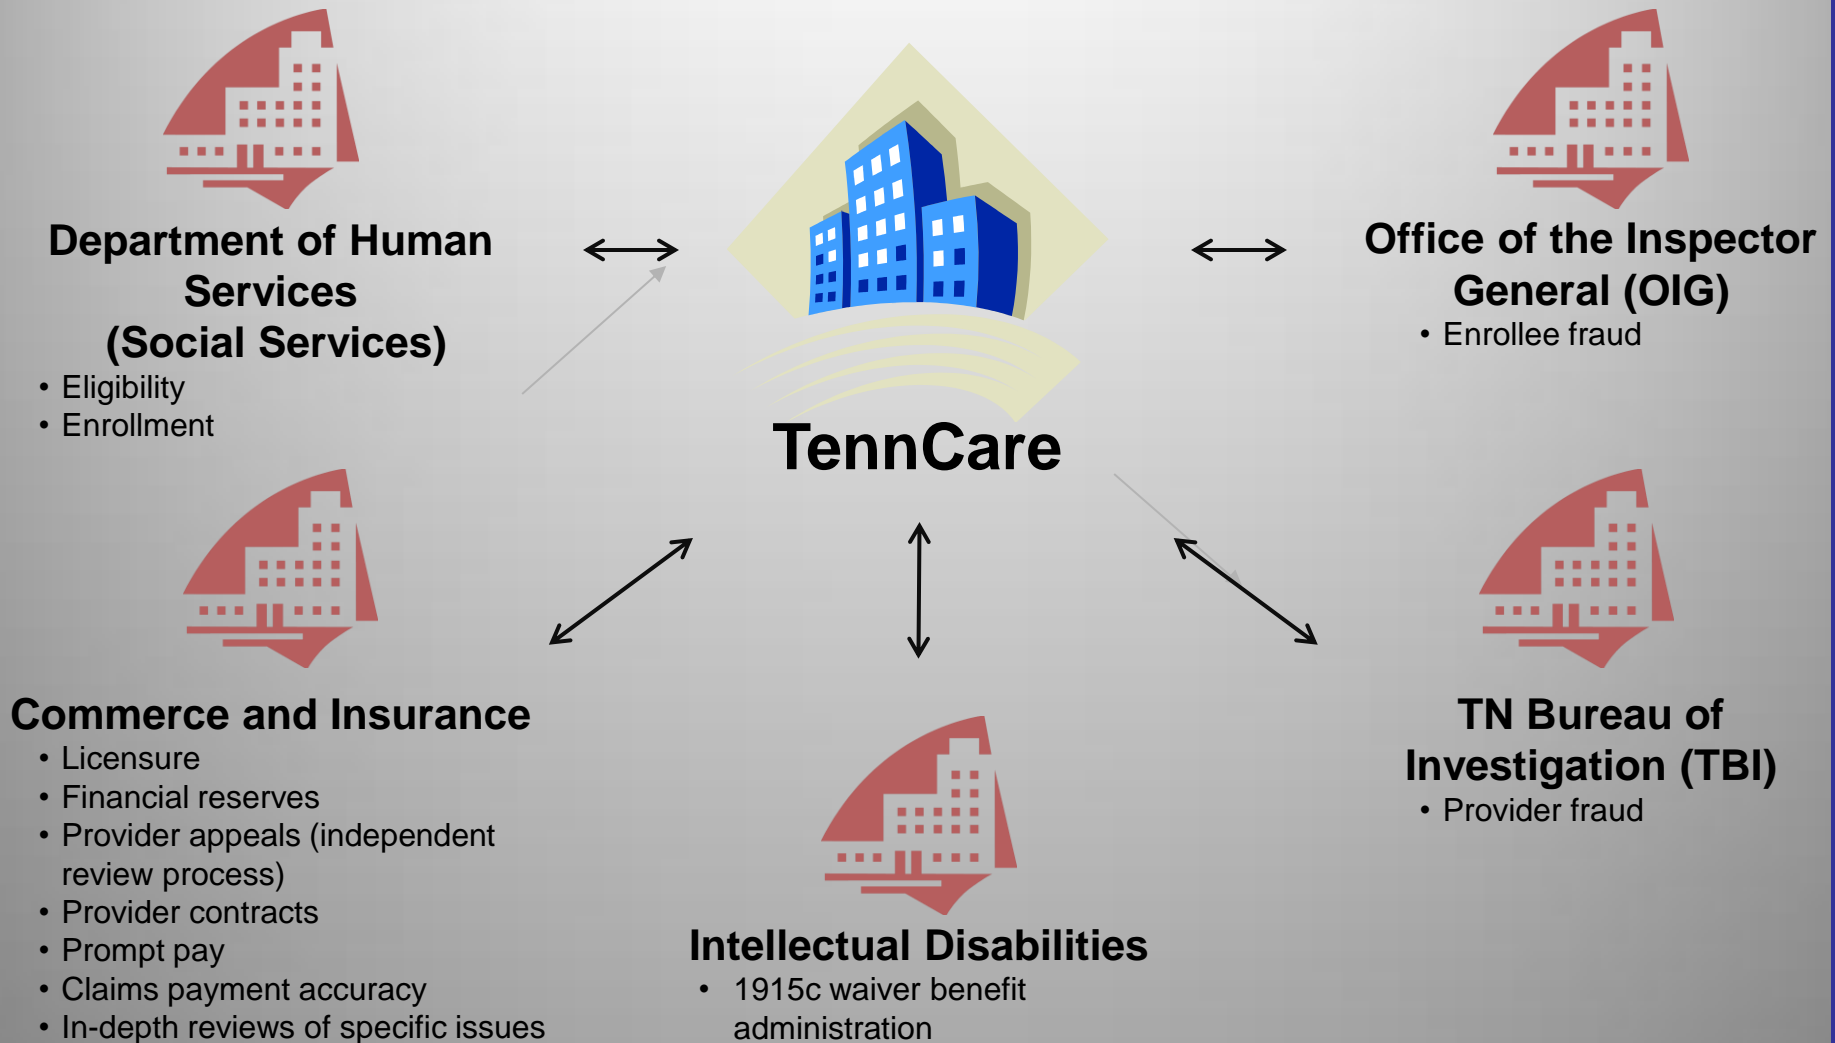 Department of Human
Services
(Social Services)
• Eligibility
• Enrollment
TennCare
Office of the Inspector
General (OIG)
• Enrollee fraud
Commerce and Insurance
• Licensure
• Financial reserves
• Provider appeals (independent
review process)
• Provider contracts
• Prompt pay
• Claims payment accuracy
• In-depth reviews of specific issues
Intellectual Disabilities
• 1915c waiver benefit
administration
TN Bureau of
Investigation (TBI)
• Provider fraud